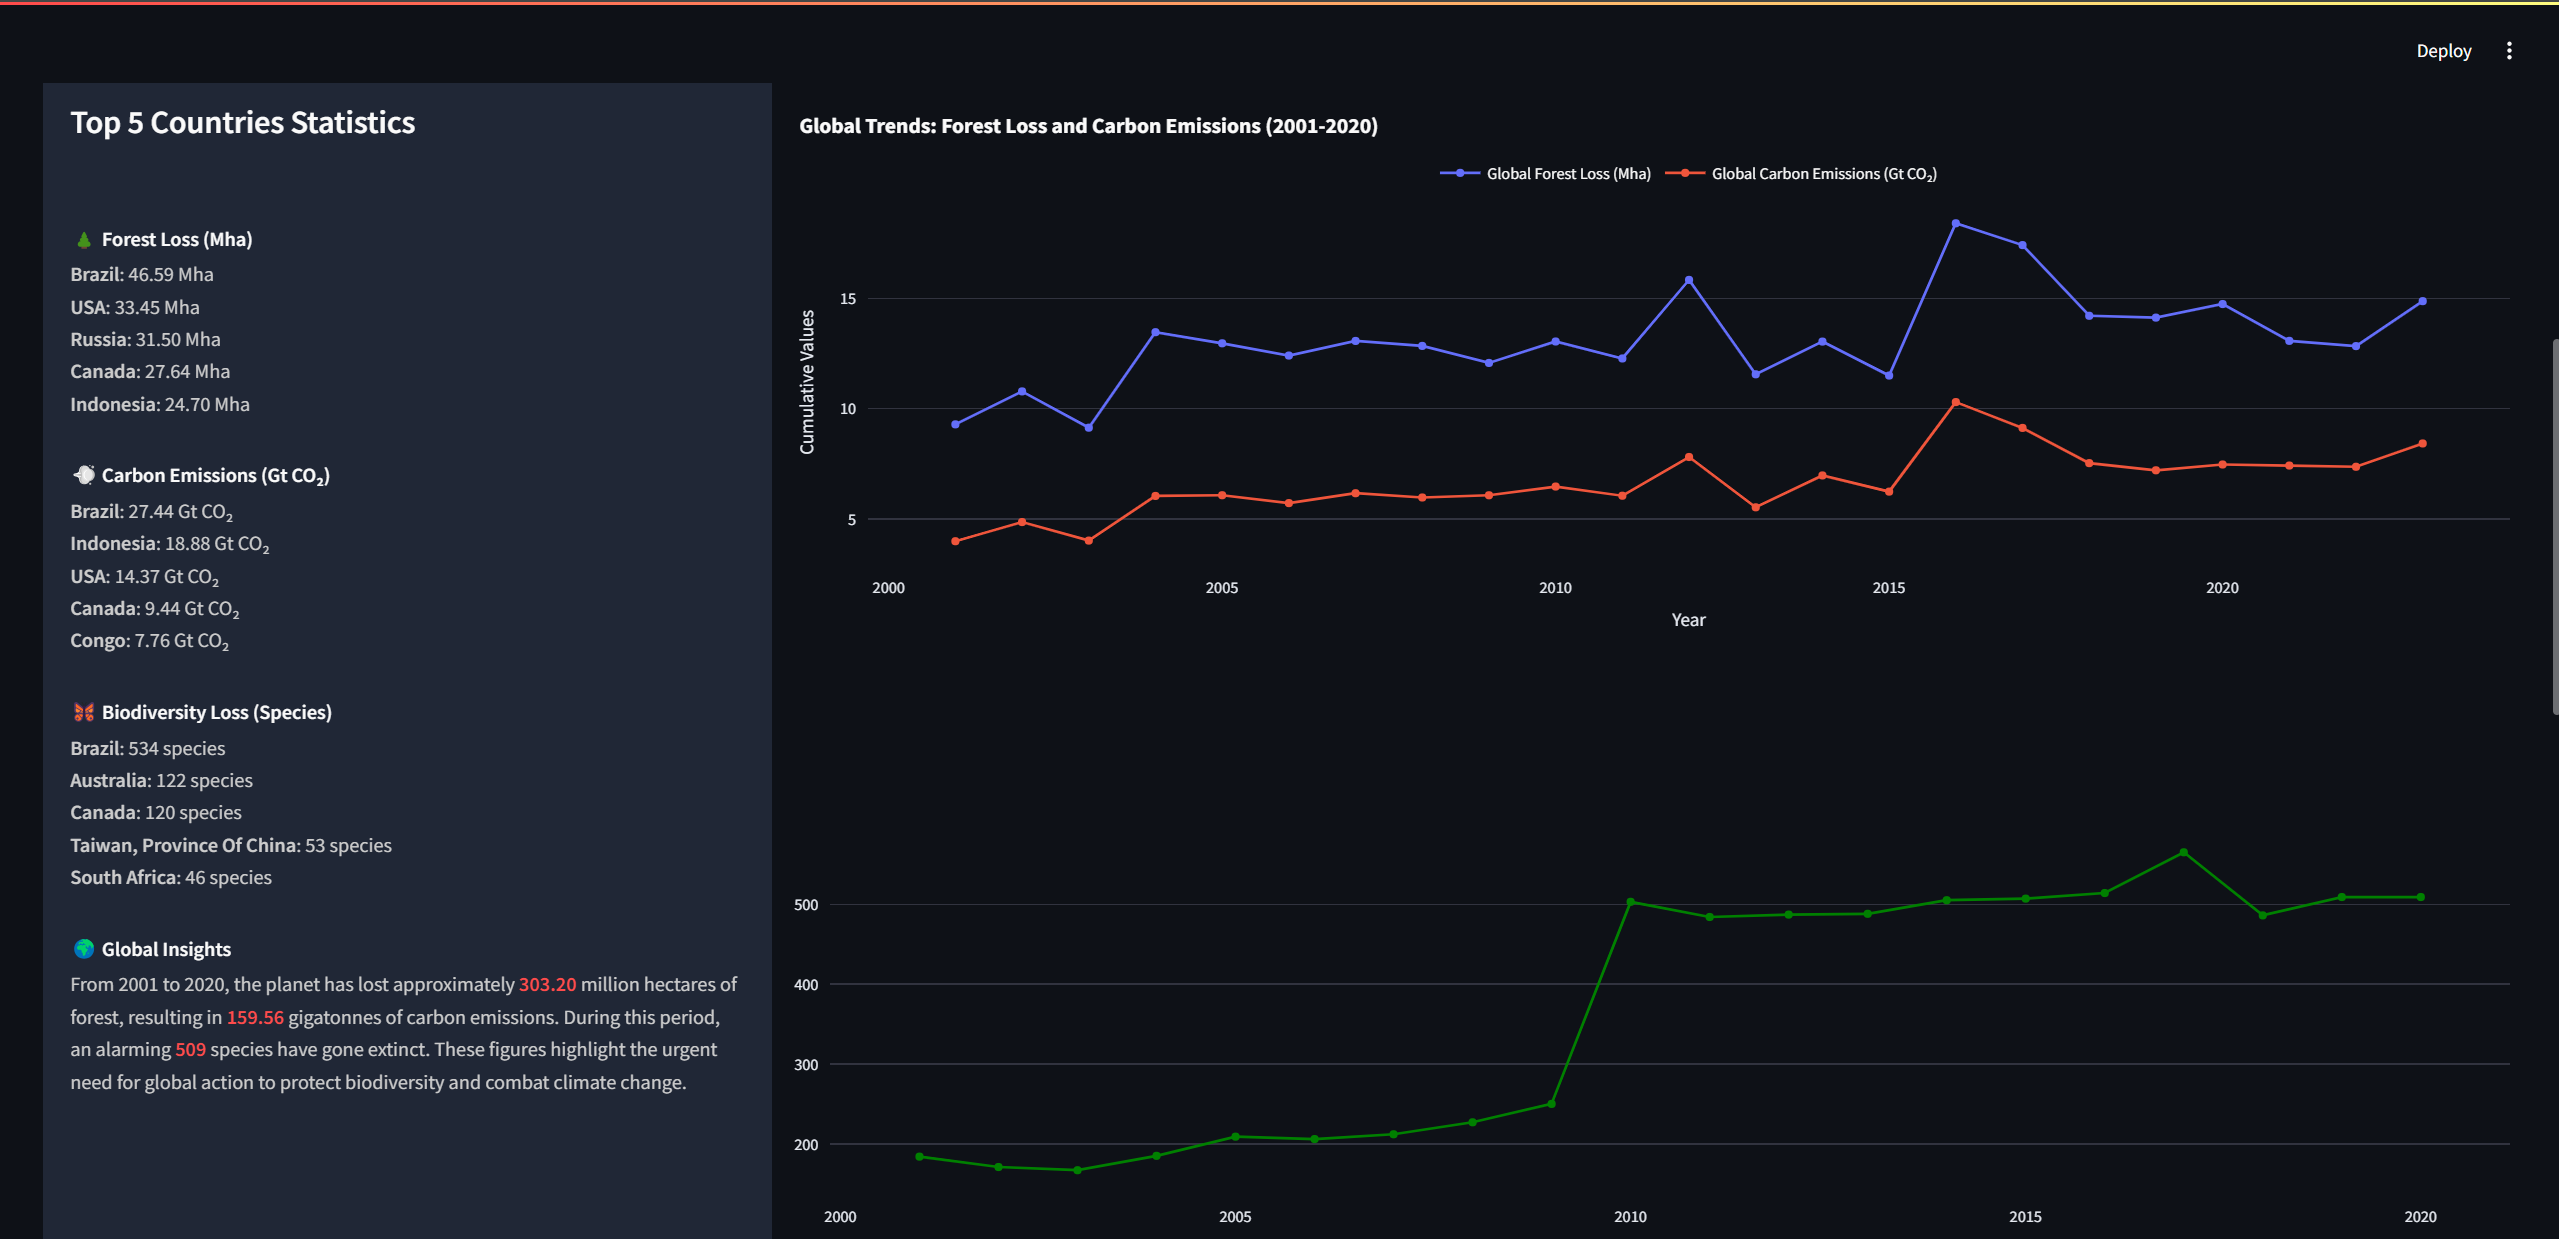 Deploy
Top 5 Countries Statistics
Forest Loss (Mha)
Brazil: 46.59 Mha
USA: 33.45 Mha
Russia: 31.50 Mha
Canada: 27.64 Mha
Indonesia: 24.70 Mha
Carbon Emissions (Gt CO₂)
Brazil: 27.44 Gt CO₂
Indonesia: 18.88 Gt CO₂
USA: 14.37 Gt CO₂
Canada: 9.44 Gt CO₂
Congo: 7.76 Gt CO₂
Biodiversity Loss (Species)
Brazil: 534 species
Australia: 122 species
Canada: 120 species
Taiwan, Province Of China: 53 species
South Africa: 46 species
Global Insights
From 2001 to 2020, the planet has lost approximately 303.20 million hectares of
forest, resulting in 159.56 gigatonnes of carbon emissions. During this period,
an alarming 509 species have gone extinct. These figures highlight the urgent
need for global action to protect biodiversity and combat climate change.
Global Trends: Forest Loss and Carbon Emissions (2001-2020)
Global Forest Loss (Mha) Global Carbon Emissions (Gt CO₂)
Cumulative Values
15
10
5
2000 2005 2010 2015 2020
Year
500
400
300
200
2000 2005 2010 2015 2020